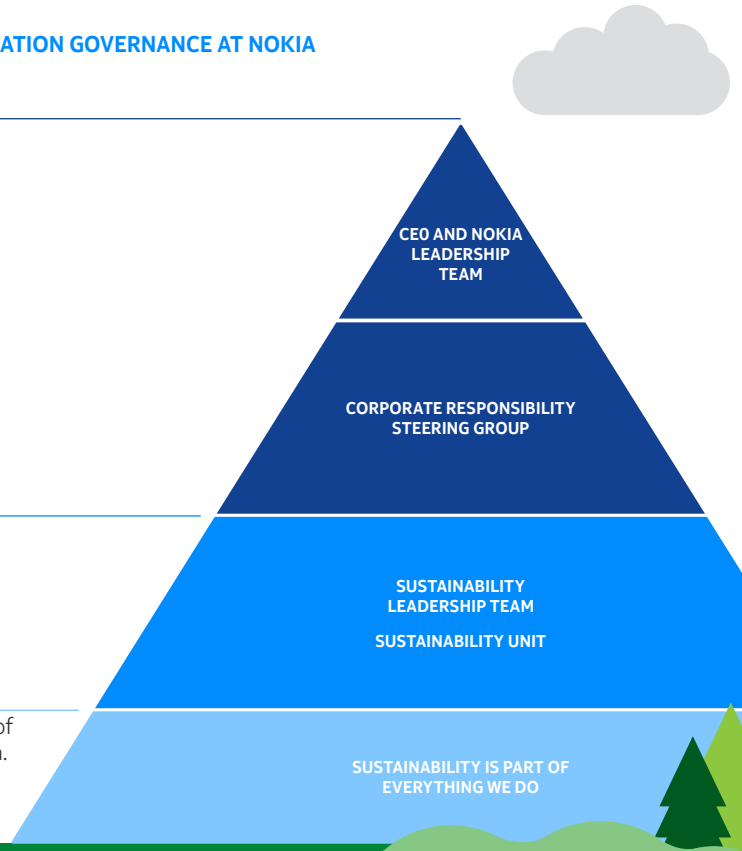 ATION GOVERNANCE AT NOKIA
CEO AND NOKIA
LEADERSHIP
TEAM
CORPORATE RESPONSIBILITY
STEERING GROUP
SUSTAINABILITY
LEADERSHIP TEAM
SUSTAINABILITY UNIT
of
.
SUSTAINABILITY IS PART OF
EVERYTHING WE DO